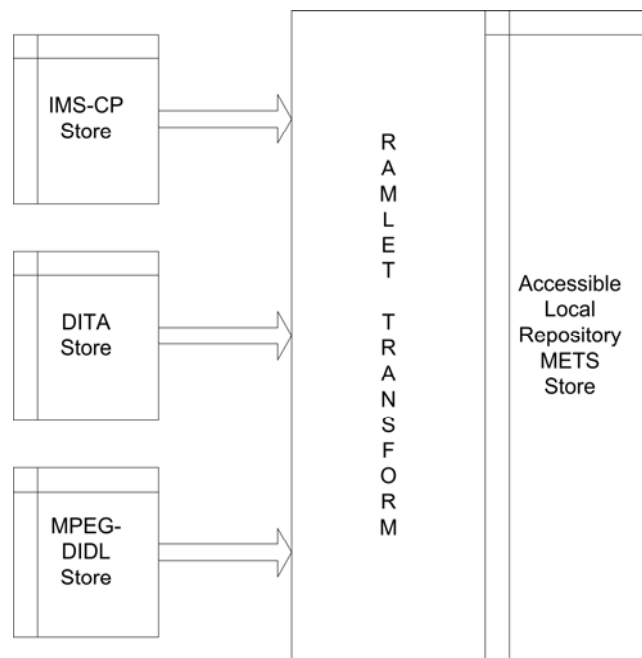 IMS-CP
Store
DITA
Store
MPEG-
DIDL
Store
R
A
M
L
E
T
T
R
A
N
S
F
O
R
M
Accessible
Local
Repository
METS
Store